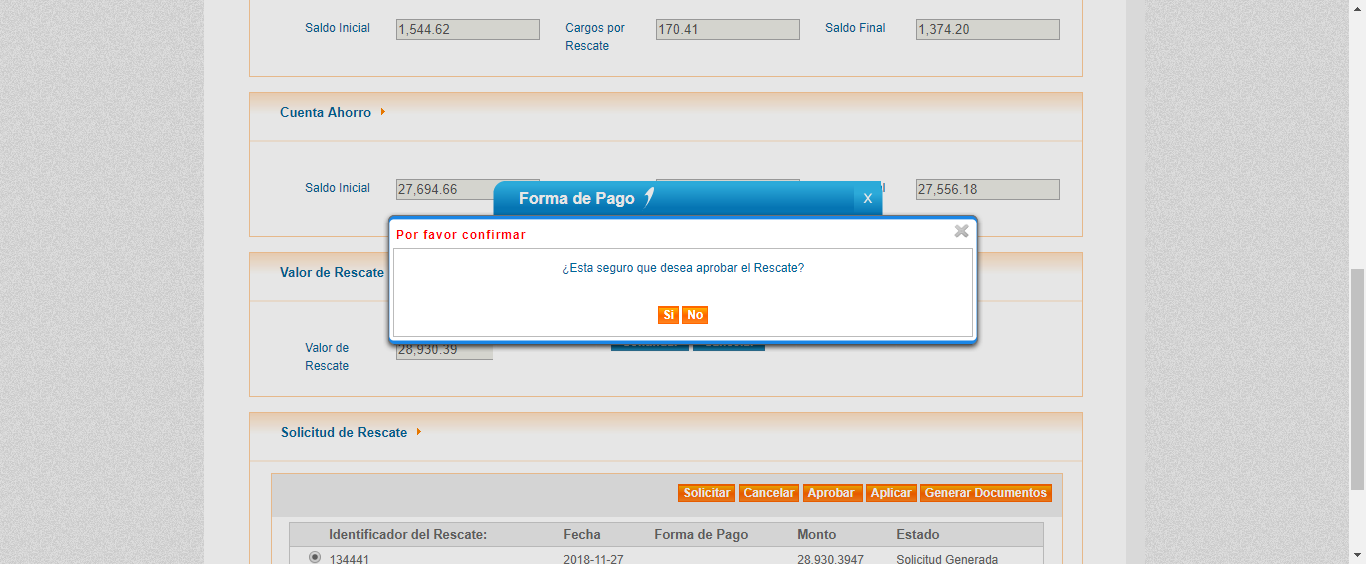 Saldo Inicial 1,544.62 Cargos por Rescate 170.41 Saldo Final 1,374.20
Cuenta Ahorro
Saldo Inicial 27,694.66 27,556.18
Forma de Pago X
Por favor confirmar
¿Esta seguro que desea aprobar el Rescate?
Si No
Valor de Rescate
Valor de Rescate 28,930.39
Solicitud de Rescate
Solicitar Cancelar Aprobar Aplicar Generar Documentos
Identificador del Rescate: Fecha Forma de Pago Monto Estado
134441 2018-11-27 28,930.3947 Solicitud Generada